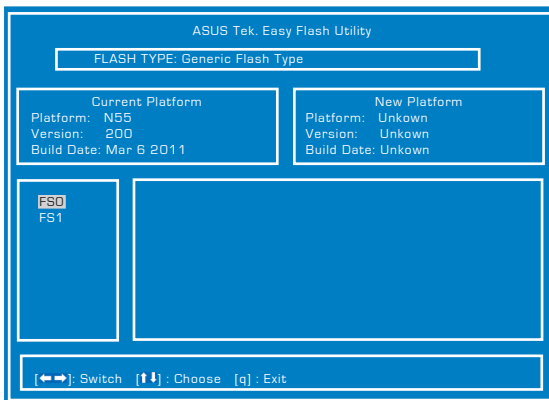 ASUS Tek. Easy Flash Utility
FLASH TYPE: Generic Flash Type
Current Platform
Platform: N55
Version: 200
Build Date: Mar 6 2011
New Platform
Platform: Unkown
Version: Unkown
Build Date: Unkown
FS0
FS1
[←→]: Switch [↑↓] : Choose [q] : Exit